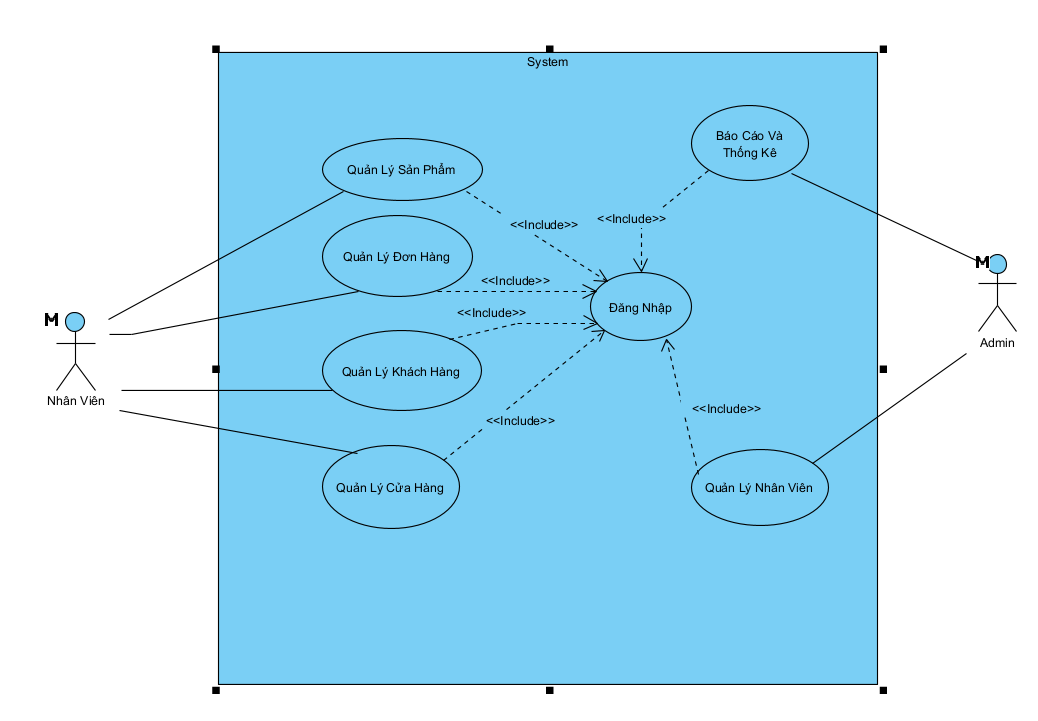 System
Báo Cáo Và
Thống Kê
Quản Lý Sản Phẩm
<<Include>>
<<Include>>
Quản Lý Đơn Hàng
M
<<Include>>
Đăng Nhập
<<Include>>
M
Admin
Quản Lý Khách Hàng
Nhân Viên
<<Include>>
<<Include>>
Quản Lý Cửa Hàng
Quản Lý Nhân Viên